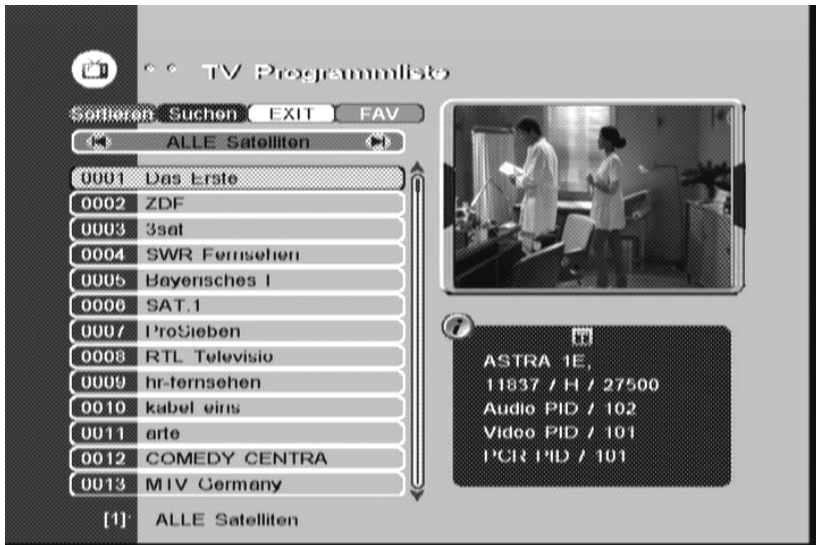 TV Programmliste
Sortieren Suchen EXIT FAV
ALLE Satelliten
0001 Das Erste
0002 ZDF
0003 3sat
0004 SWR Fernsehen
0005 Bayerisches F
0006 SAT.1
0007 ProSieben
0008 RTL Televisio
0009 hr-fernsehen
0010 kabel eins
0011 arte
0012 COMEDY CENTRA
0013 MTV Germany
[1] ALLE Satelliten
T
ASTRA 1E,
11837 / H / 27500
Audio PID / 102
Video PID / 101
PCR PID / 101